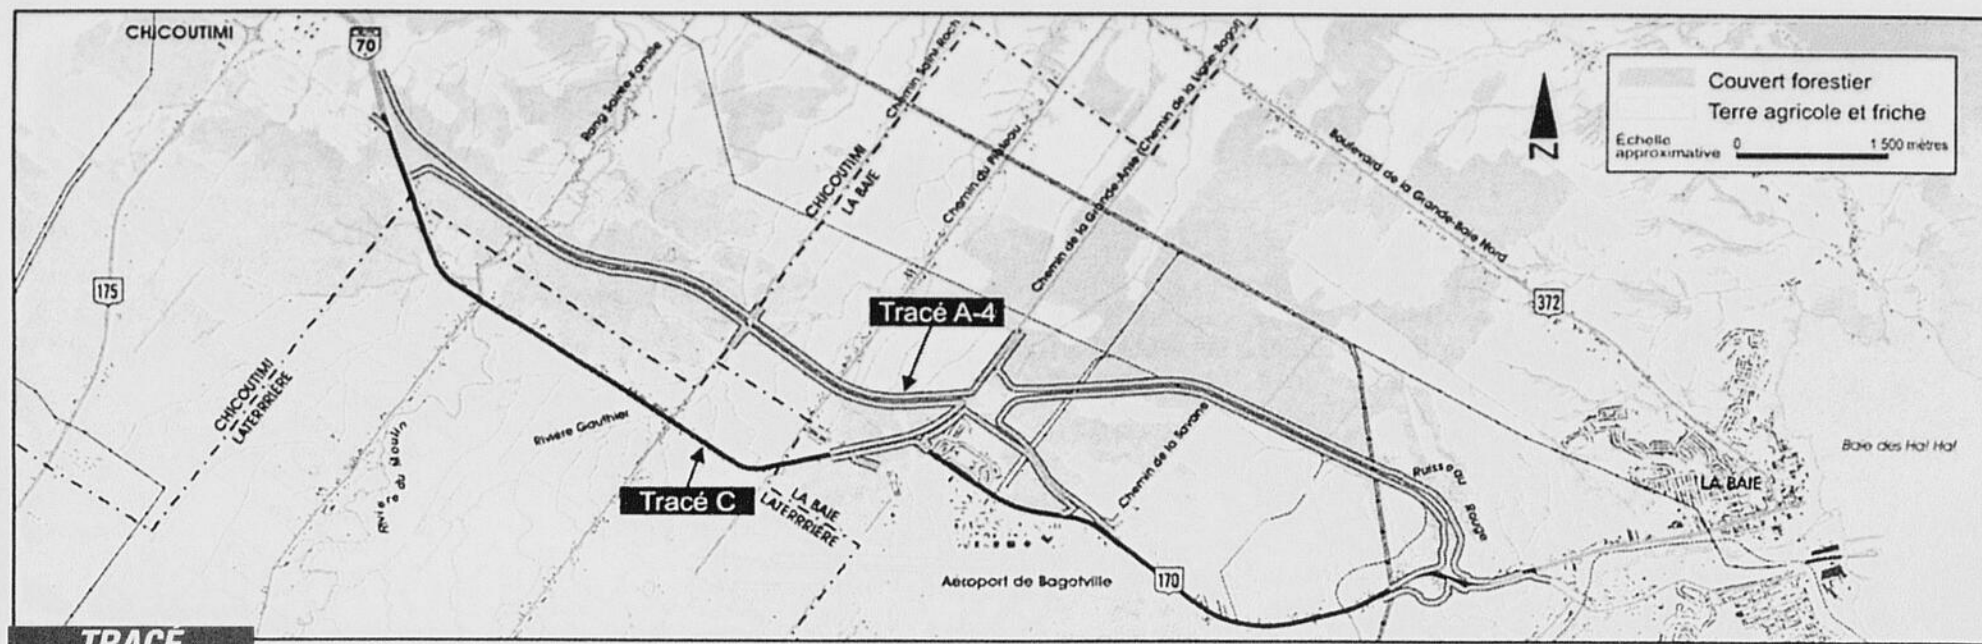 CHICOUTIMI
AUTO
70
Rang Sainte-Famille
Chemin Saint-Roch
CHICOUTIMI
LA BAIE
Chemin du Plateau
Chemin de la Grande-Anse (Chemin de la Ligne-Bagot)
Boulevard de la Grande-Baie Nord
N
Couvert forestier
Terre agricole et friche
Échelle approximative 0 1 500 mètres
175
372
Tracé A-4
CHICOUTIMI
LATERRIÈRE
Rivière du Moulin
Rivière Gauthier
Tracé C
LA BAIE
LATERRIÈRE
Chemin de la Savane
Ruisseau Rouge
LA BAIE
Baie des Ha! Ha!
Aéroport de Bagotville
170
TRACÉ